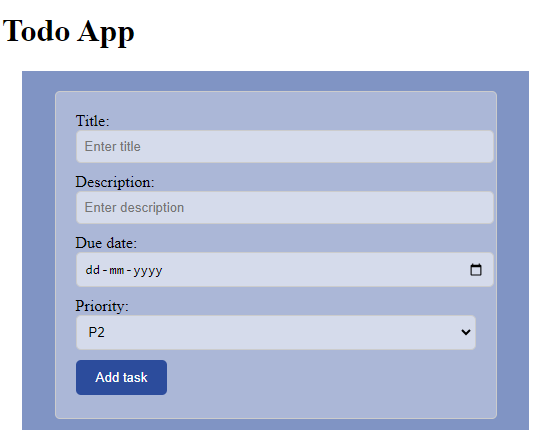 Todo App
Title:
Enter title
Description:
Enter description
Due date:
dd-mm-yyyy
Priority:
P2
Add task